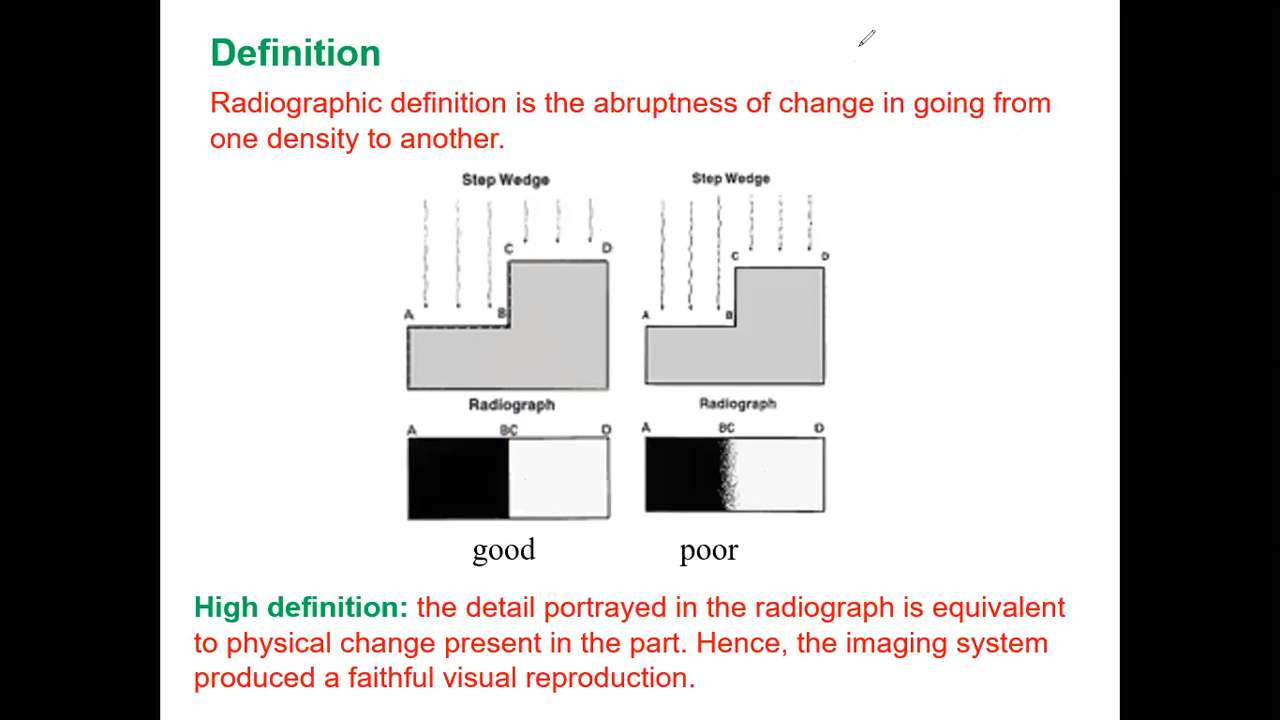 Definition
Radiographic definition is the abruptness of change in going from
one density to another.
Step Wedge
Step Wedge
C D
C D
A B
A B
Radiograph
Radiograph
A BC D
A BC D
good
poor
High definition: the detail portrayed in the radiograph is equivalent
to physical change present in the part. Hence, the imaging system
produced a faithful visual reproduction.